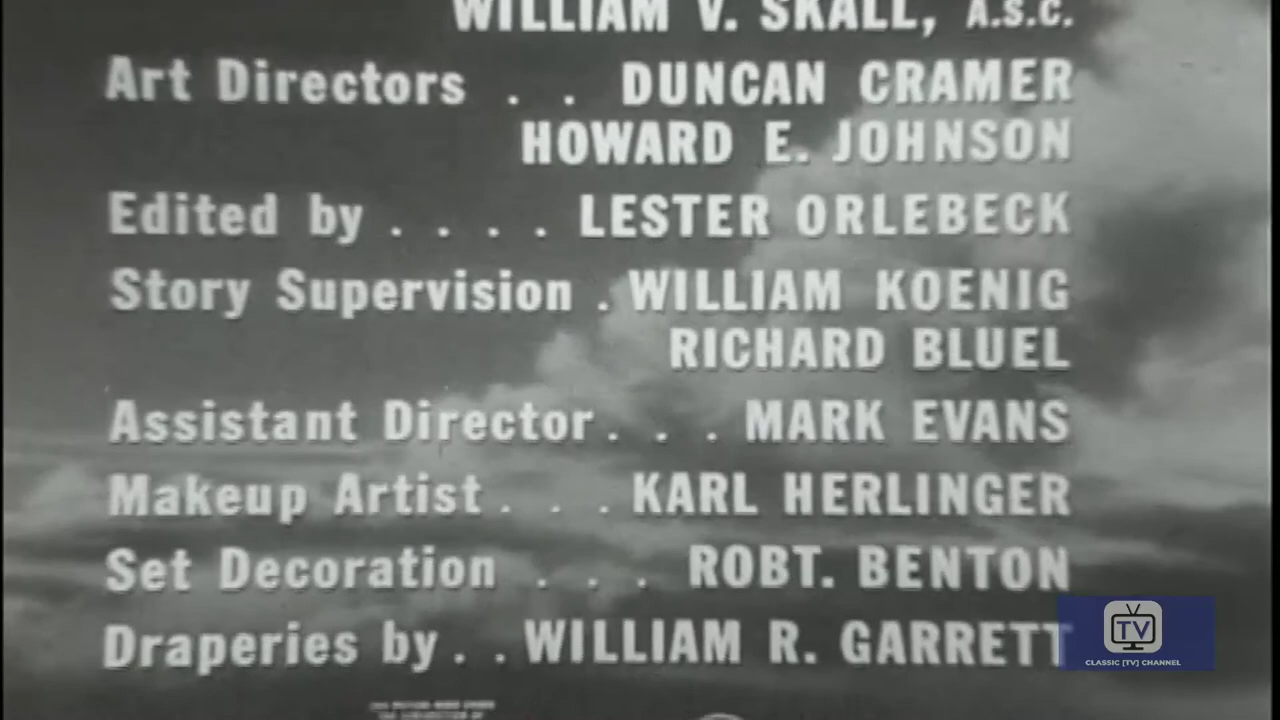 WILLIAM V. SKALL, A.S.C.
Art Directors . . DUNCAN CRAMER
HOWARD E. JOHNSON
Edited by . . . . LESTER ORLEBECK
Story Supervision . WILLIAM KOENIG
RICHARD BLUEL
Assistant Director . . . MARK EVANS
Makeup Artist . . . KARL HERLINGER
Set Decoration . . . ROBT. BENTON
Draperies by . . WILLIAM R. GARRETT
TV
CLASSIC [TV] CHANNEL